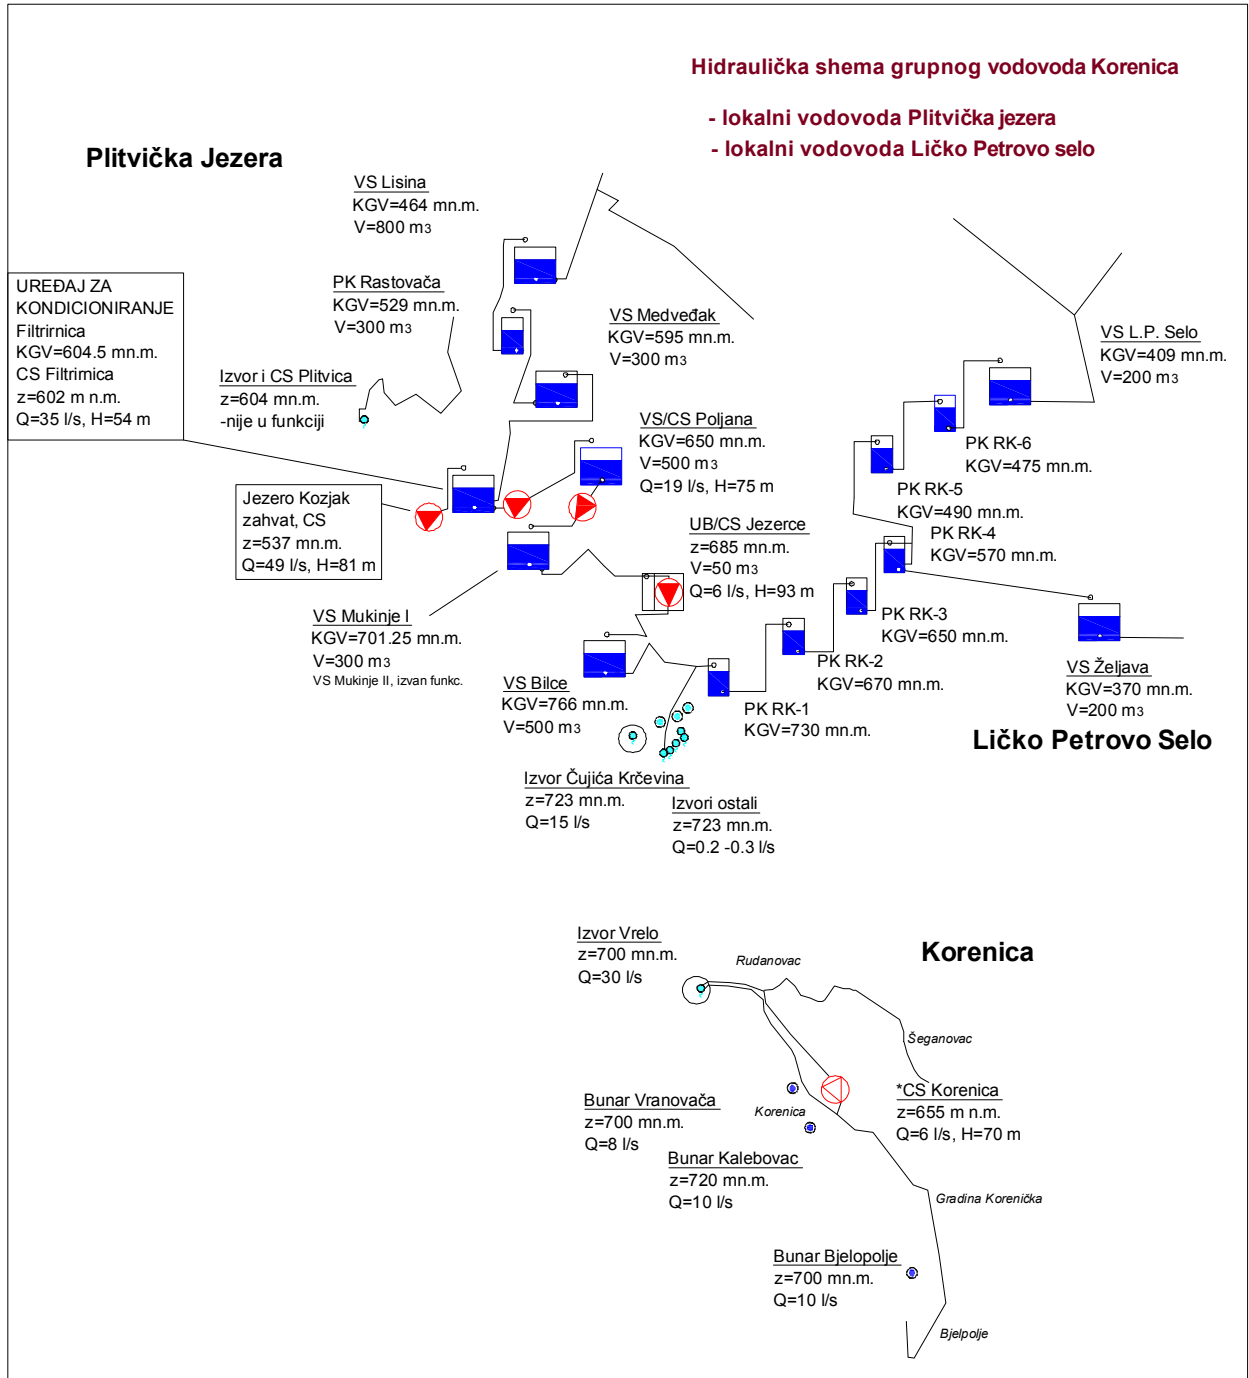 Hidraulička shema grupnog vodovoda Korenica
- lokalni vodovoda Plitvička jezera
- lokalni vodovoda Ličko Petrovo selo
Plitvička Jezera
VS Lisina
KGV=464 mn.m.
V=800 m3
UREĐAJ ZA
KONDICIONIRANJE
Filtrirnica
KGV=604.5 mn.m.
CS Filtrirnica
z=602 m n.m.
Q=35 l/s, H=54 m
PK Rastovača
KGV=529 mn.m.
V=300 m3
VS Medveđak
KGV=595 mn.m.
V=300 m3
VS L.P. Selo
KGV=409 mn.m.
V=200 m3
Izvor i CS Plitvica
z=604 mn.m.
-nije u funkciji
VS/CS Poljana
KGV=650 mn.m.
V=500 m3
Q=19 l/s, H=75 m
PK RK-6
KGV=475 mn.m.
PK RK-5
KGV=490 mn.m.
Jezero Kozjak
zahvat, CS
z=537 mn.m.
Q=49 l/s, H=81 m
UB/CS Jezerce
z=685 mn.m.
V=50 m3
Q=6 l/s, H=93 m
PK RK-4
KGV=570 mn.m.
VS Mukinje I
KGV=701.25 mn.m.
V=300 m3
VS Mukinje II, izvan funkc.
PK RK-3
KGV=650 mn.m.
PK RK-2
KGV=670 mn.m.
VS Željava
KGV=370 mn.m.
V=200 m3
VS Bilce
KGV=766 mn.m.
V=500 m3
PK RK-1
KGV=730 mn.m.
Ličko Petrovo Selo
Izvor Čujića Krčevina
z=723 mn.m.
Q=15 l/s
Izvori ostali
z=723 mn.m.
Q=0.2 -0.3 l/s
Izvor Vrelo
z=700 mn.m.
Q=30 l/s
Korenica
Rudanovac
Šeganovac
Bunar Vranovača
z=700 mn.m.
Q=8 l/s
Korenica
*CS Korenica
z=655 m n.m.
Q=6 l/s, H=70 m
Bunar Kalebovac
z=720 mn.m.
Q=10 l/s
Gradina Korenička
Bunar Bjelopolje
z=700 mn.m.
Q=10 l/s
Bjelpolje